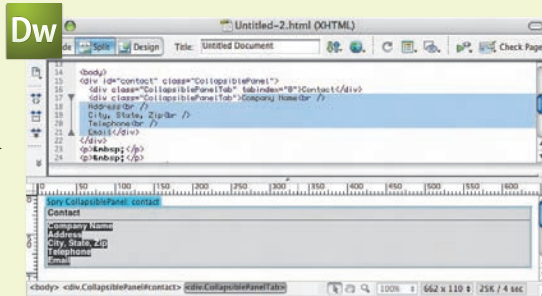 Dw
Untitled-2.html (XHTML)
Split Design Title: Untitled Document Check Page
13
14 <body>
15 <div id="contact" class="CollapsiblePanel">
16 <div class="CollapsiblePanelTab" tabindex="0">Contact</div>
17 <div class="CollapsiblePanelTab">Company Name<br />
18 Address<br />
19 City, State, Zip<br />
20 Telephone<br />
21 Email</div>
22 </div>
23 <p>&nbsp;</p>
24 <p>&nbsp;</p>
0 50 100 150 200 250 300 350 400 450 500 550 600
Spry CollapsiblePanel: contact
Contact
Company Name
Address
City, State, Zip
Telephone
Email
<body> <div.CollapsiblePanel#contact> <div.CollapsiblePanelTab> 100% 662 x 110 25K / 4 sec